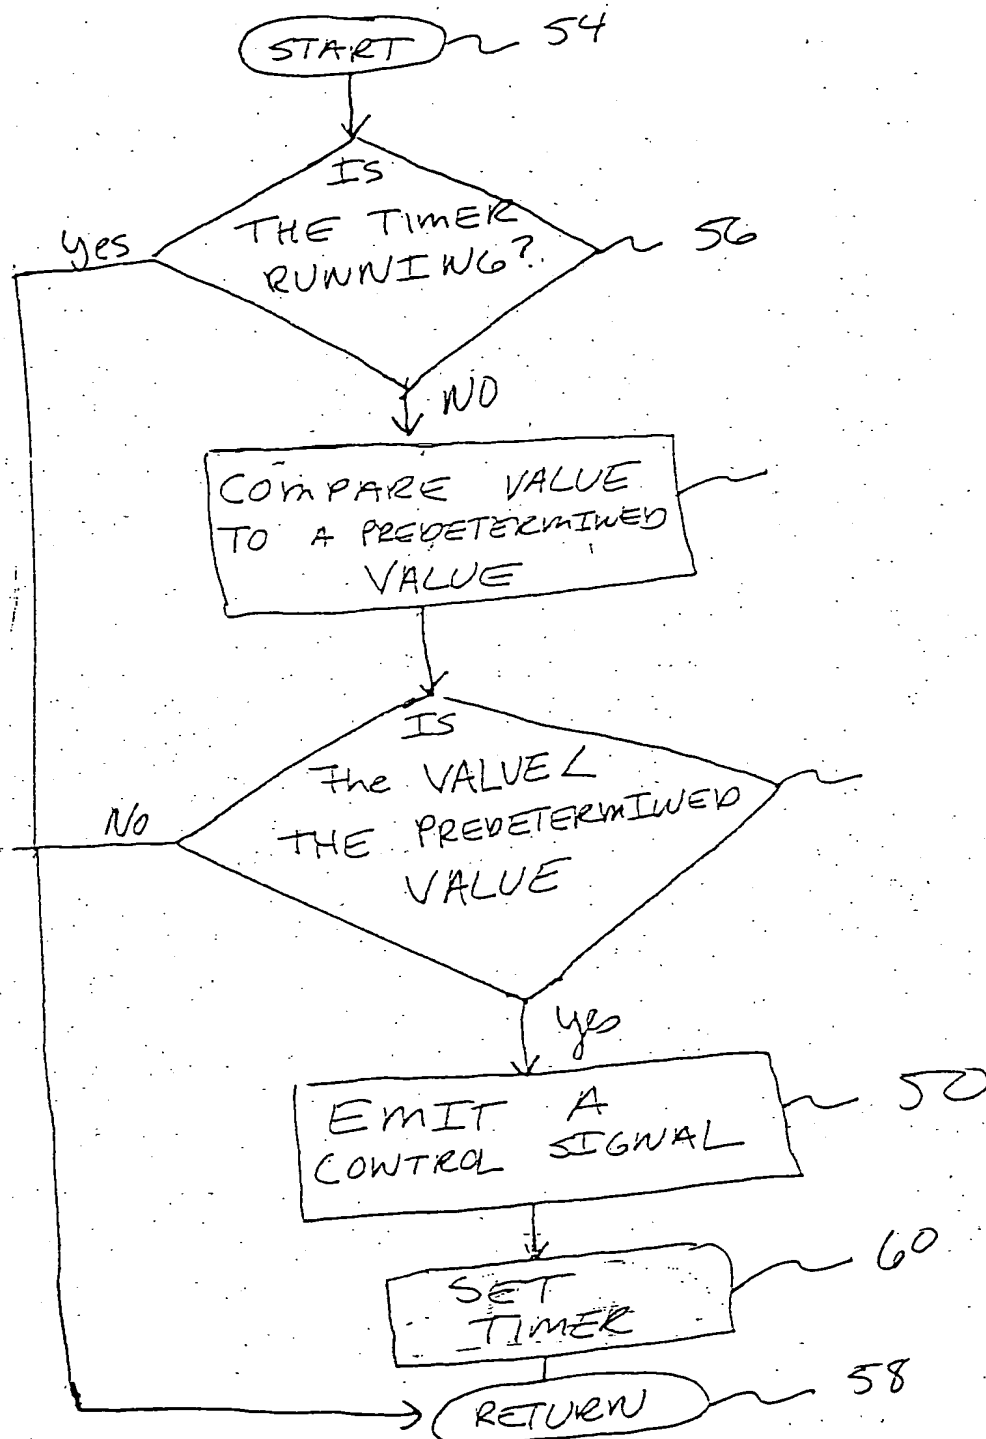 START 54
IS
THE TIMER
RUNNING?
56
yes
NO
COMPARE VALUE
TO A PREDETERMINED
VALUE
IS
The VALUE <
THE PREDETERMINED
VALUE
No
yes
EMIT A
CONTROL SIGNAL
50
SET
TIMER
60
RETURN 58